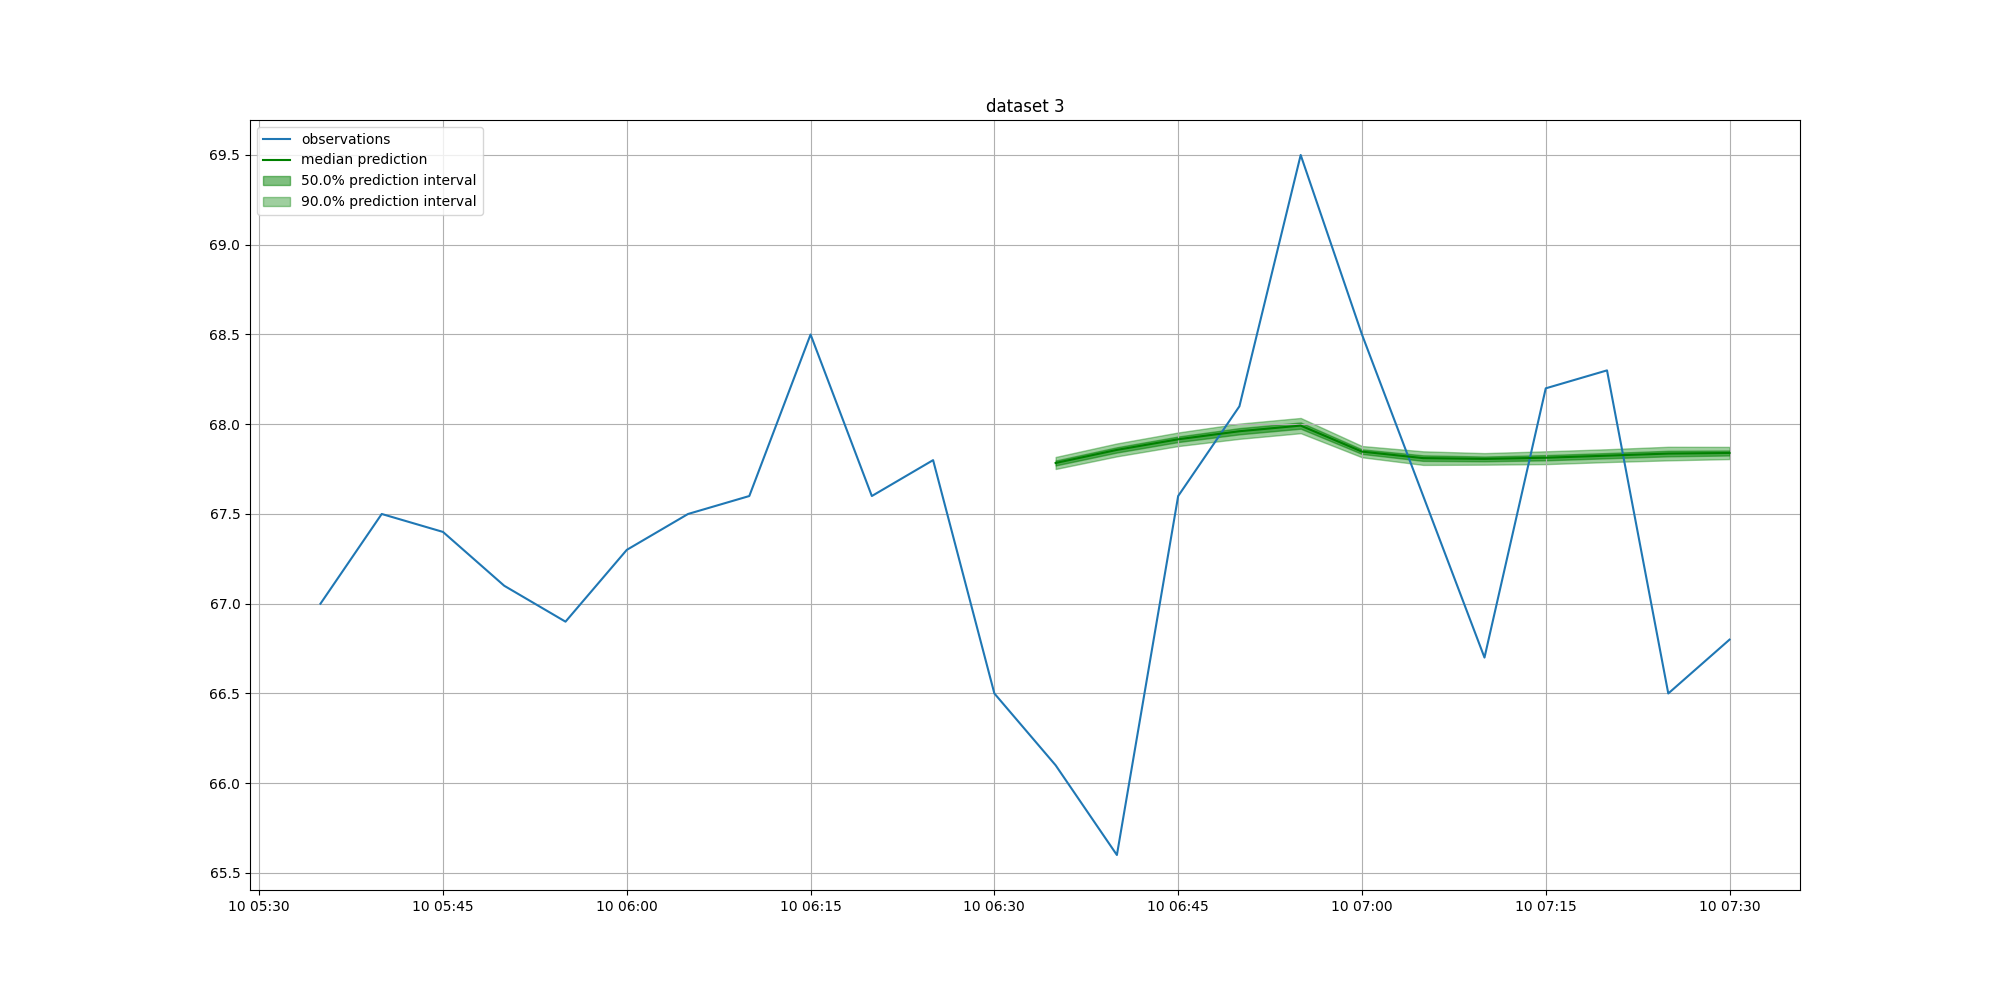 dataset 3
observations
median prediction
50.0% prediction interval
90.0% prediction interval
69.5
69.0
68.5
68.0
67.5
67.0
66.5
66.0
65.5
10 05:30 10 05:45 10 06:00 10 06:15 10 06:30 10 06:45 10 07:00 10 07:15 10 07:30